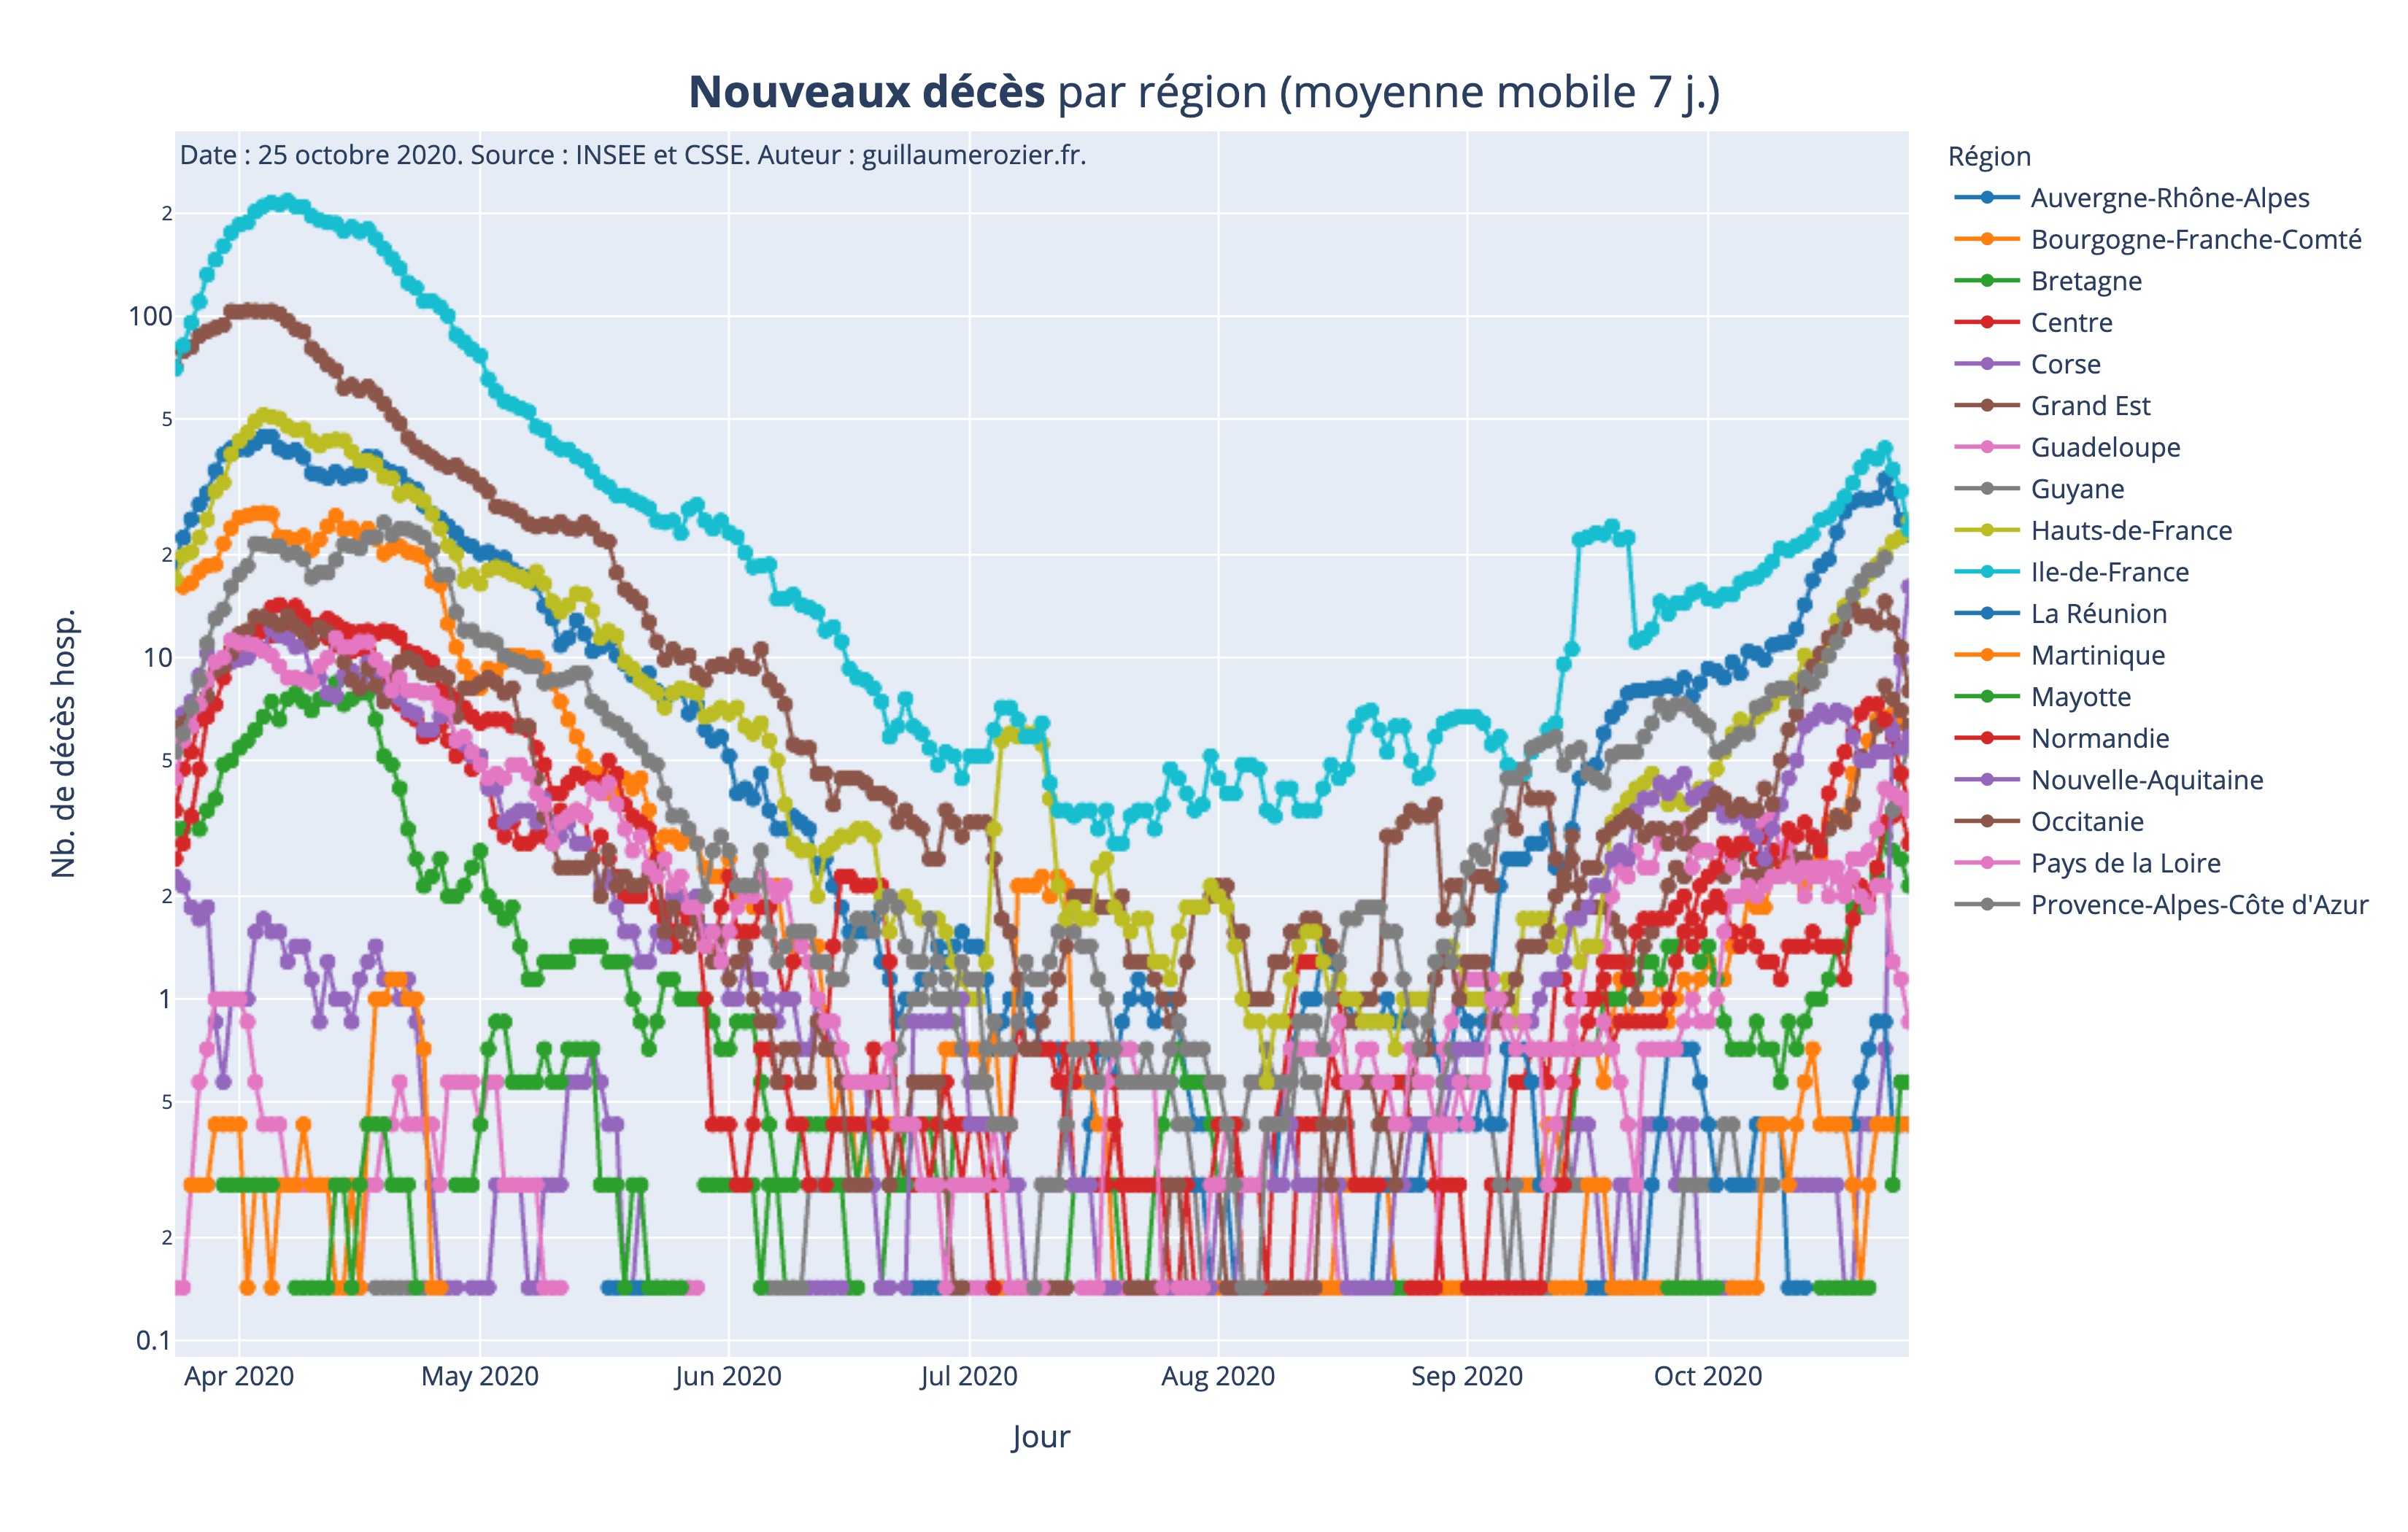 Nouveaux décès par région (moyenne mobile 7 j.)
Date : 25 octobre 2020. Source : INSEE et CSSE. Auteur : guillaumerozier.fr.
Nb. de décès hosp.
2
100
5
2
10
5
2
1
5
2
0.1
Apr 2020
May 2020
Jun 2020
Jul 2020
Aug 2020
Sep 2020
Oct 2020
Jour
Région
Auvergne-Rhône-Alpes
Bourgogne-Franche-Comté
Bretagne
Centre
Corse
Grand Est
Guadeloupe
Guyane
Hauts-de-France
Ile-de-France
La Réunion
Martinique
Mayotte
Normandie
Nouvelle-Aquitaine
Occitanie
Pays de la Loire
Provence-Alpes-Côte d'Azur